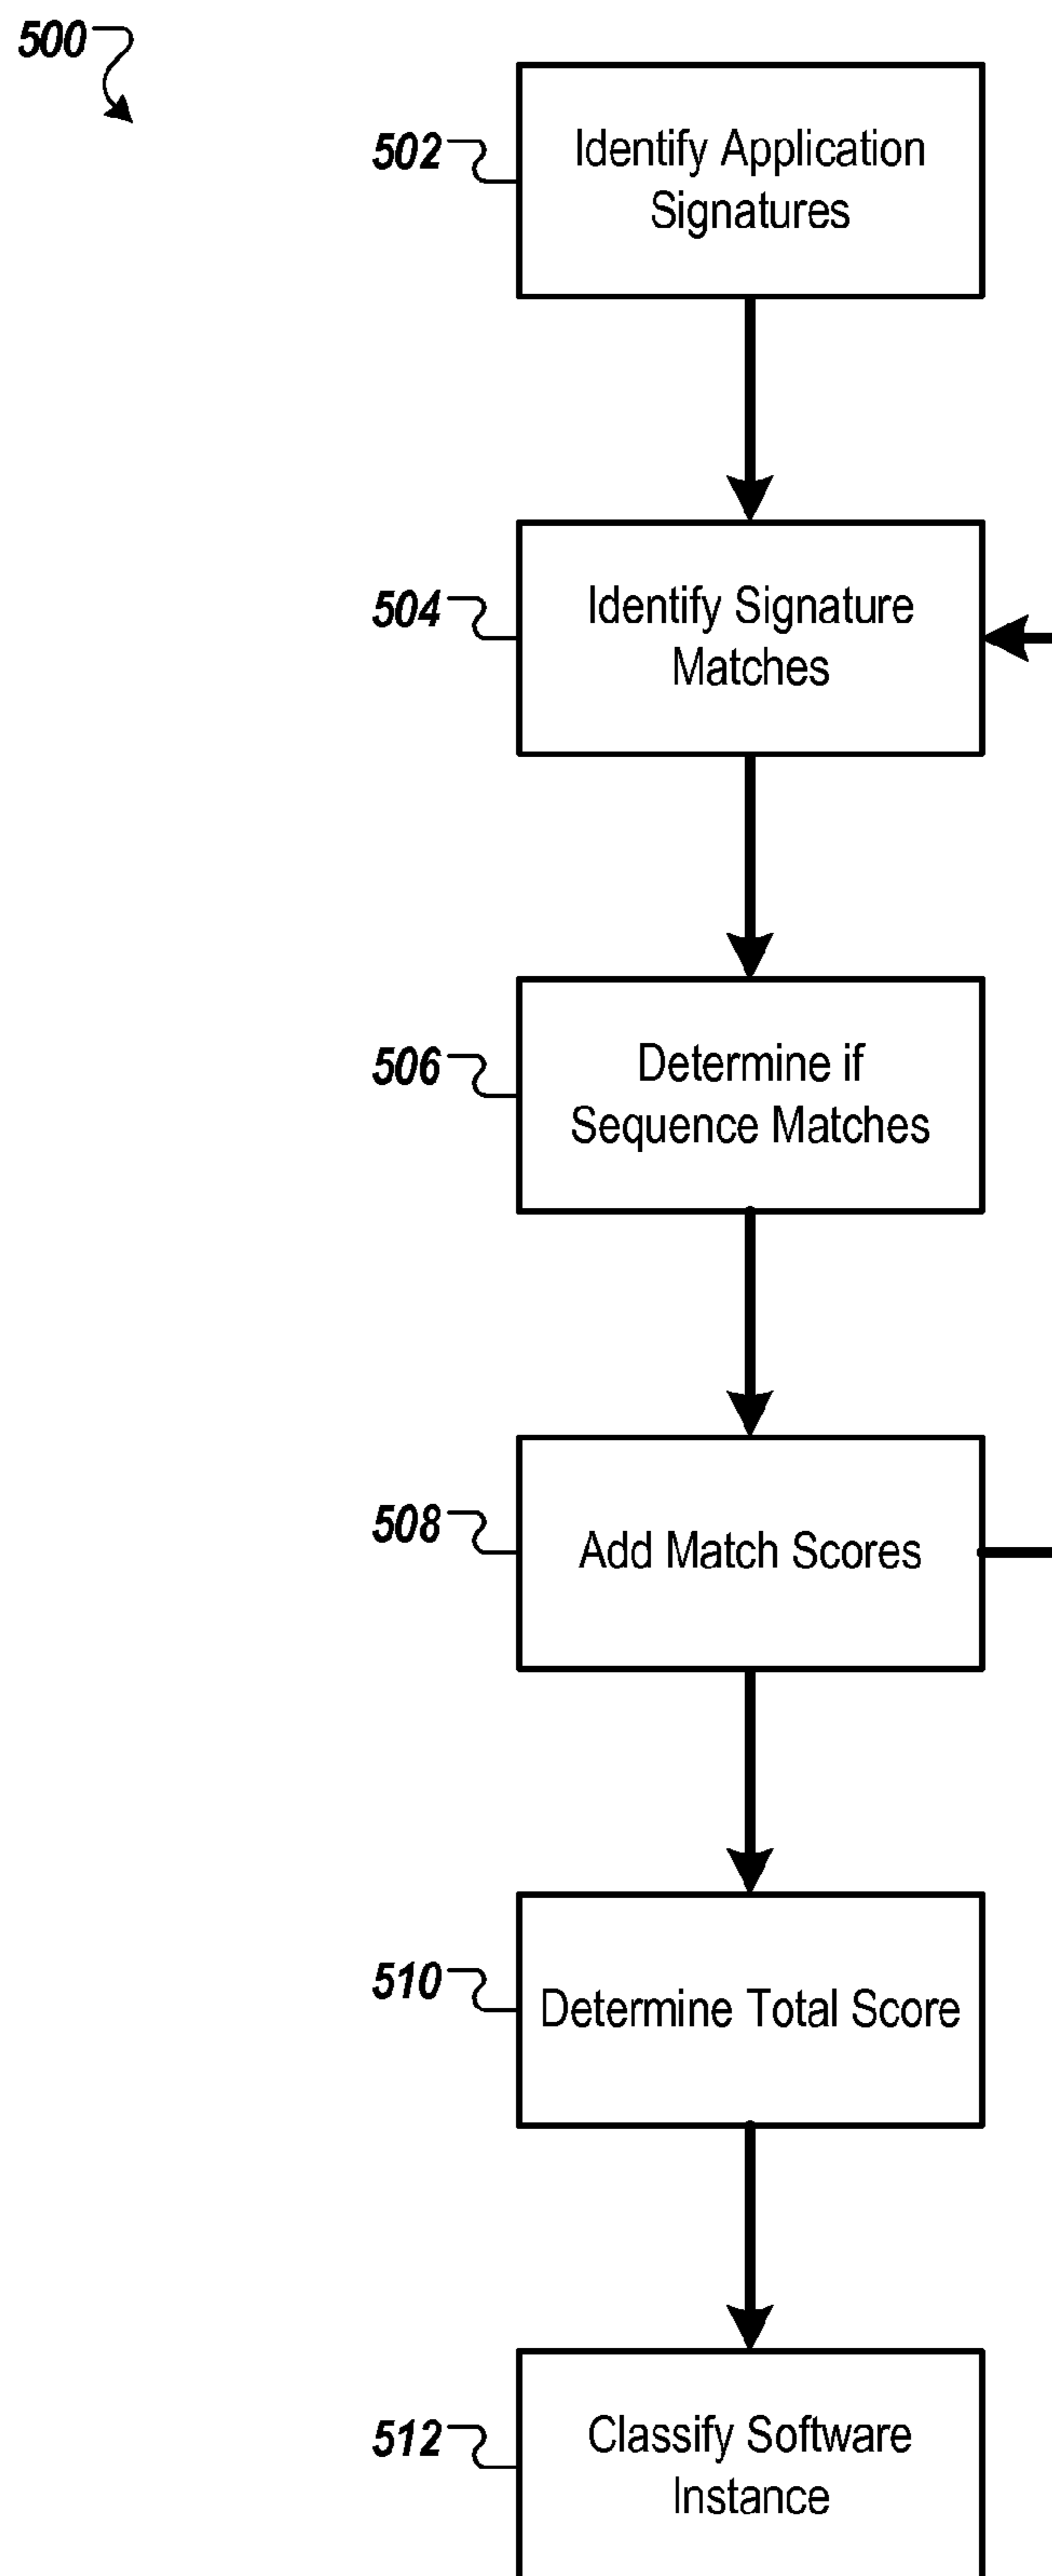 500
502
Identify Application
Signatures
504
Identify Signature
Matches
506
Determine if
Sequence Matches
508
Add Match Scores
510
Determine Total Score
512
Classify Software
Instance